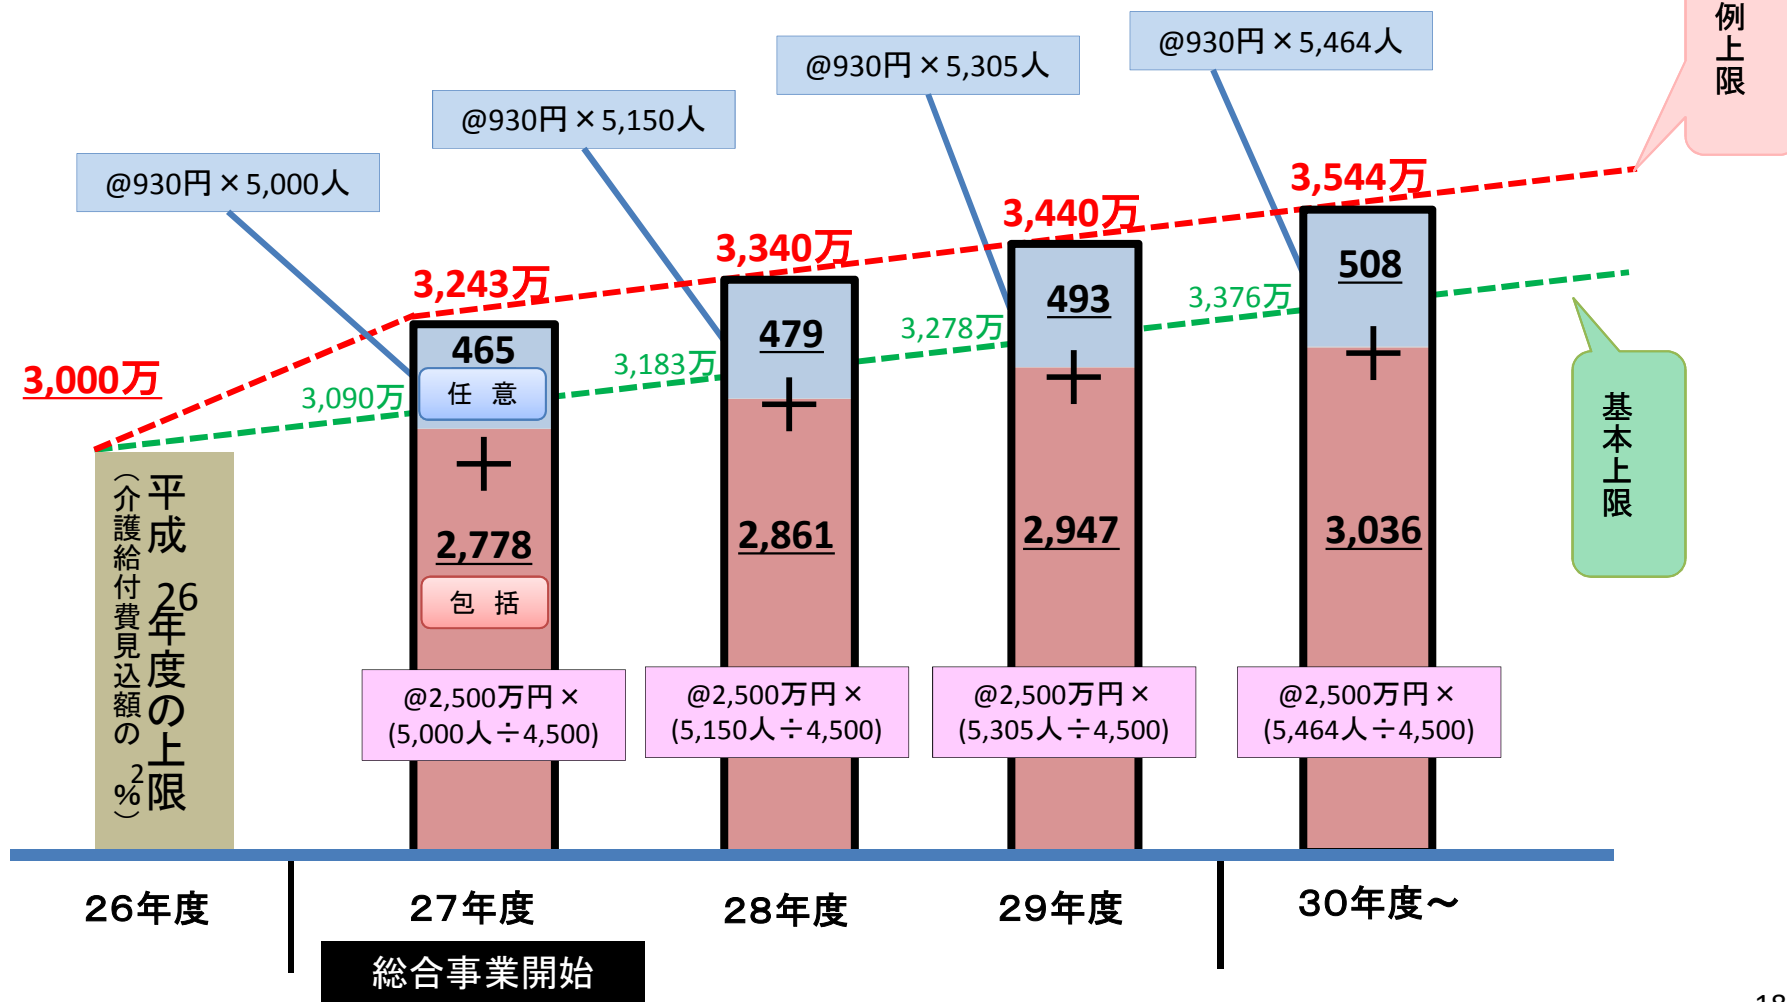 例上限
@930円×5,464人
@930円×5,305人
@930円×5,150人
@930円×5,000人
3,544万
3,440万
3,340万
3,243万
3,000万
3,376万
3,278万
3,183万
3,090万
465
任 意
479
493
508
＋
＋
＋
＋
2,778
包 括
2,861
2,947
3,036
基本上限
平成26年度の上限
（介護給付費見込額の2%）
@2,500万円×
(5,000人÷4,500)
@2,500万円×
(5,150人÷4,500)
@2,500万円×
(5,305人÷4,500)
@2,500万円×
(5,464人÷4,500)
26年度
27年度
28年度
29年度
30年度～
総合事業開始